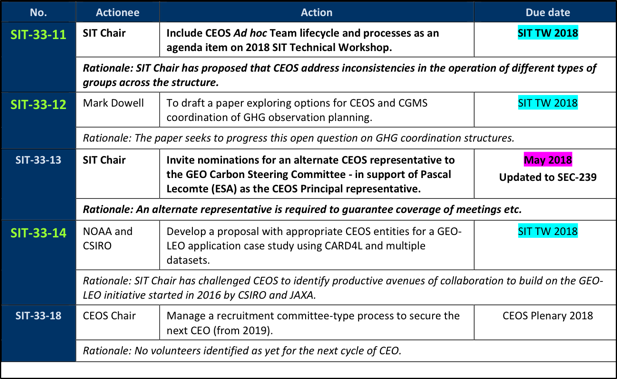 No. Actionee Action Due date
SIT-33-11 SIT Chair Include CEOS Ad hoc Team lifecycle and processes as an SIT TW 2018
agenda item on 2018 SIT Technical Workshop.
Rationale: SIT Chair has proposed that CEOS address inconsistencies in the operation of different types of
groups across the structure.
SIT-33-12 Mark Dowell To draft a paper exploring options for CEOS and CGMS SIT TW 2018
coordination of GHG observation planning.
Rationale: The paper seeks to progress this open question on GHG coordination structures.
SIT-33-13 SIT Chair Invite nominations for an alternate CEOS representative to May 2018
the GEO Carbon Steering Committee - in support of Pascal Updated to SEC-239
Lecomte (ESA) as the CEOS Principal representative.
Rationale: An alternate representative is required to guarantee coverage of meetings etc.
SIT-33-14 NOAA and Develop a proposal with appropriate CEOS entities for a GEO- SIT TW 2018
CSIRO LEO application case study using CARD4L and multiple
datasets.
Rationale: SIT Chair has challenged CEOS to identify productive avenues of collaboration to build on the GEO-
LEO initiative started in 2016 by CSIRO and JAXA.
SIT-33-18 CEOS Chair Manage a recruitment committee-type process to secure the CEOS Plenary 2018
next CEO (from 2019).
Rationale: No volunteers identified as yet for the next cycle of CEO.